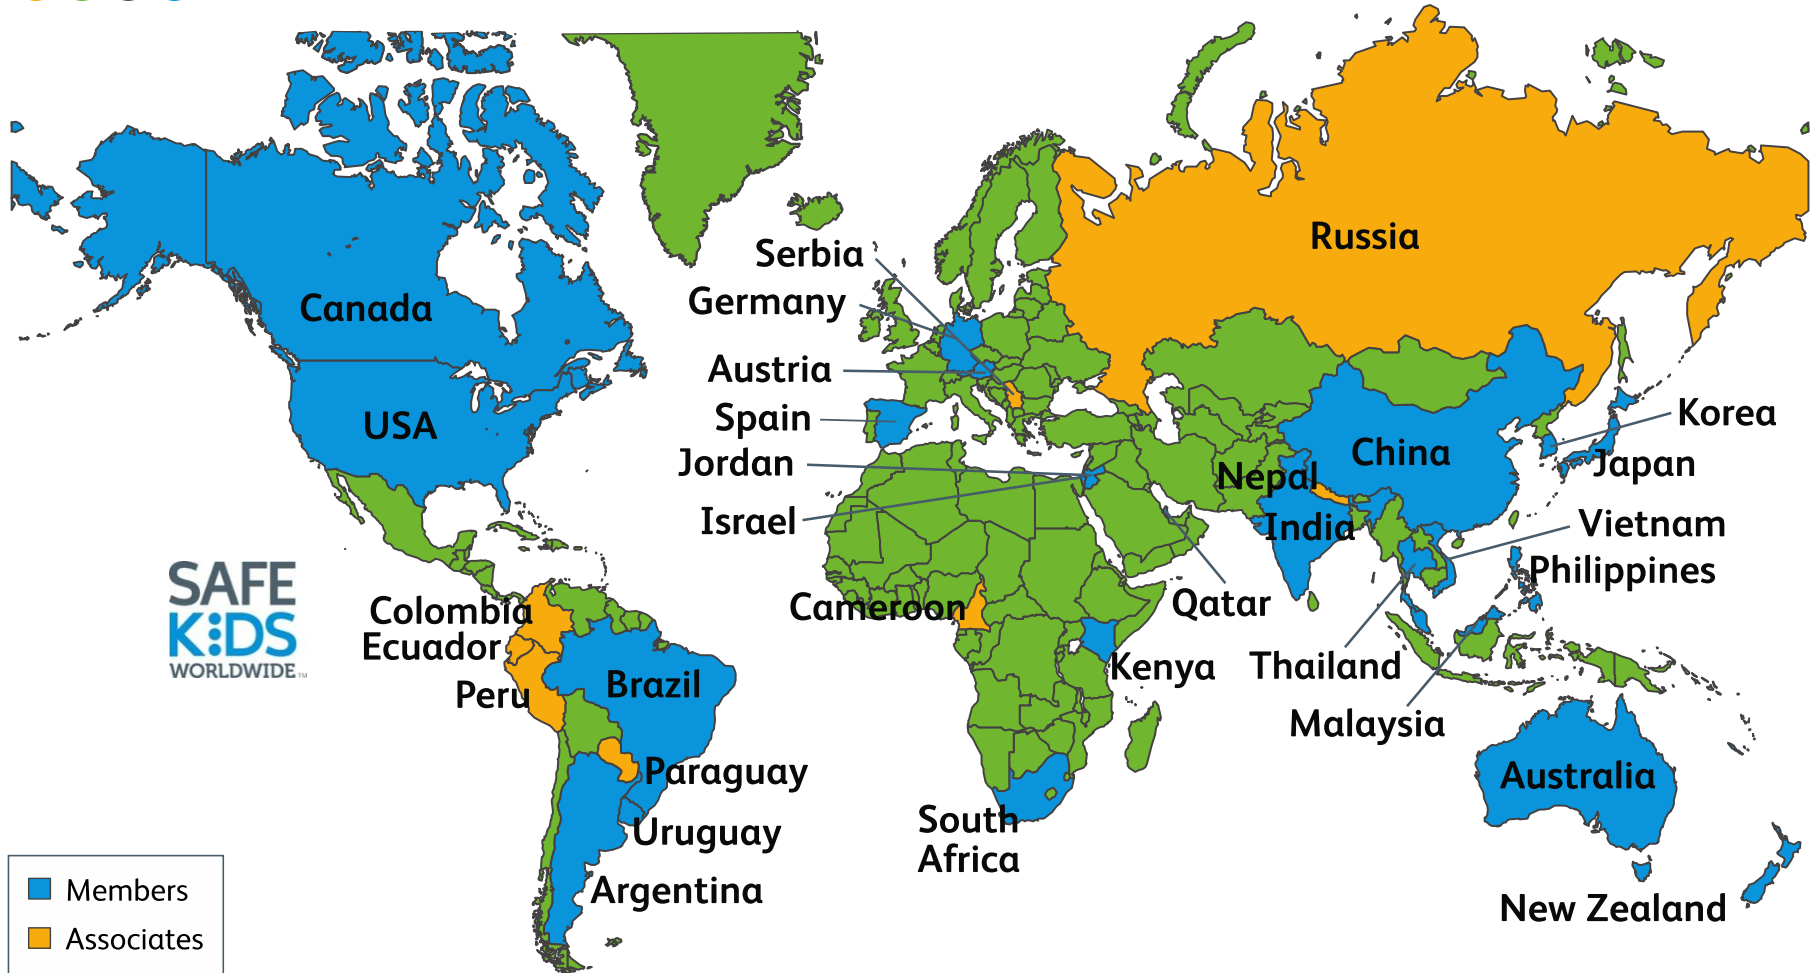 Canada
USA
Serbia
Germany
Austria
Spain
Jordan
Israel
Russia
Korea
Japan
China
Nepal
India
Vietnam
Philippines
Qatar
Cameroon
Kenya
Thailand
Malaysia
SAFE
KIDS
WORLDWIDE™
Colombia
Ecuador
Peru
Brazil
Paraguay
Uruguay
Argentina
South
Africa
Australia
New Zealand
Members
Associates